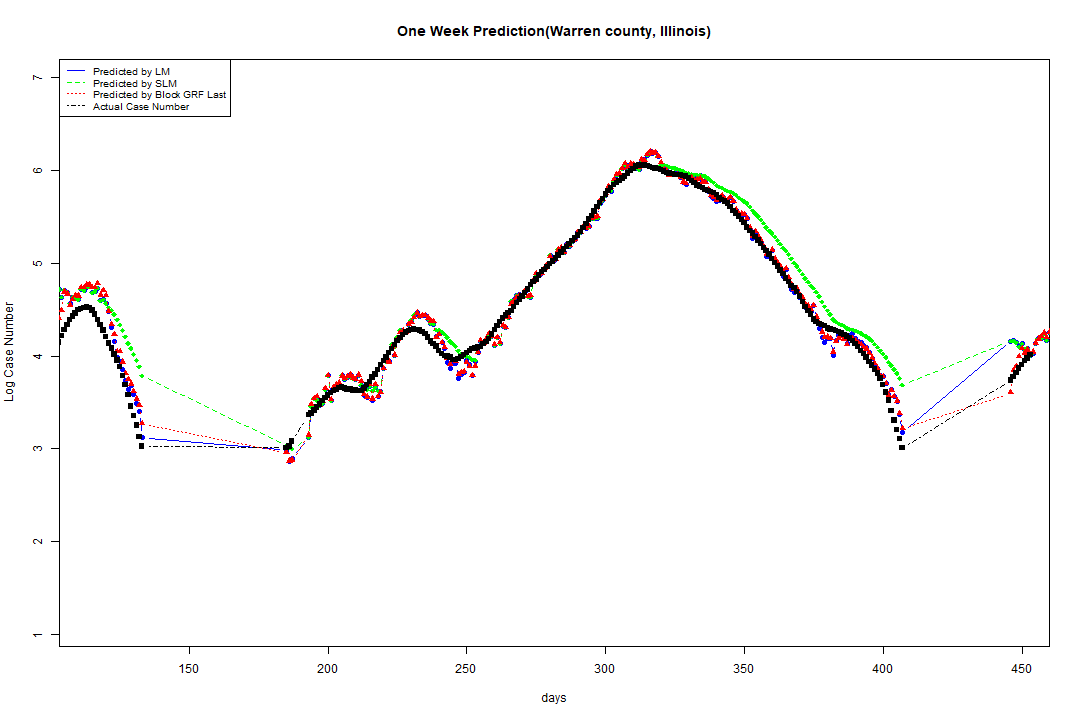 One Week Prediction(Warren county, Illinois)
Predicted by LM
Predicted by SLM
Predicted by Block GRF Last
Actual Case Number
7
6
5
4
3
2
1
Log Case Number
150 200 250 300 350 400 450
days